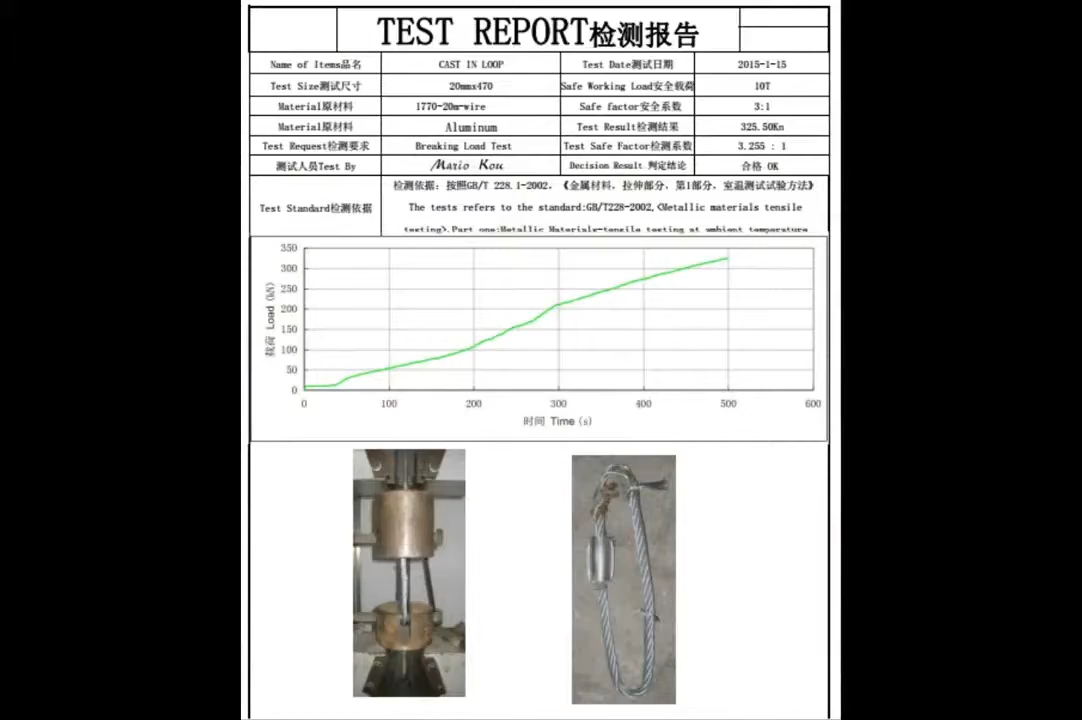 TEST REPORT检测报告
Name of Items品名 CAST IN LOOP Test Date测试日期 2015-1-15
Test Size测试尺寸 20mmx470 Safe Working Load安全载荷 10T
Material原材料 1770-20m-wire Safe factor安全系数 3:1
Material原材料 Aluminum Test Result检测结果 325.50Kn
Test Request检测要求 Breaking Load Test Test Safe Factor检测系数 3.255 : 1
测试人员Test By Mario Kou Decision Result 判定结论 合格 OK
Test Standard检测依据
检测依据：按照GB/T 228.1-2002，《金属材料，拉伸部分，第1部分，室温测试试验方法》
The tests refers to the standard:GB/T228-2002,<Metallic materials tensile
testing>,Part one:Metallic Materials-tensile testing at ambient temperature
载荷 Load (kN)
350
300
250
200
150
100
50
0
0 100 200 300 400 500 600
时间 Time (s)